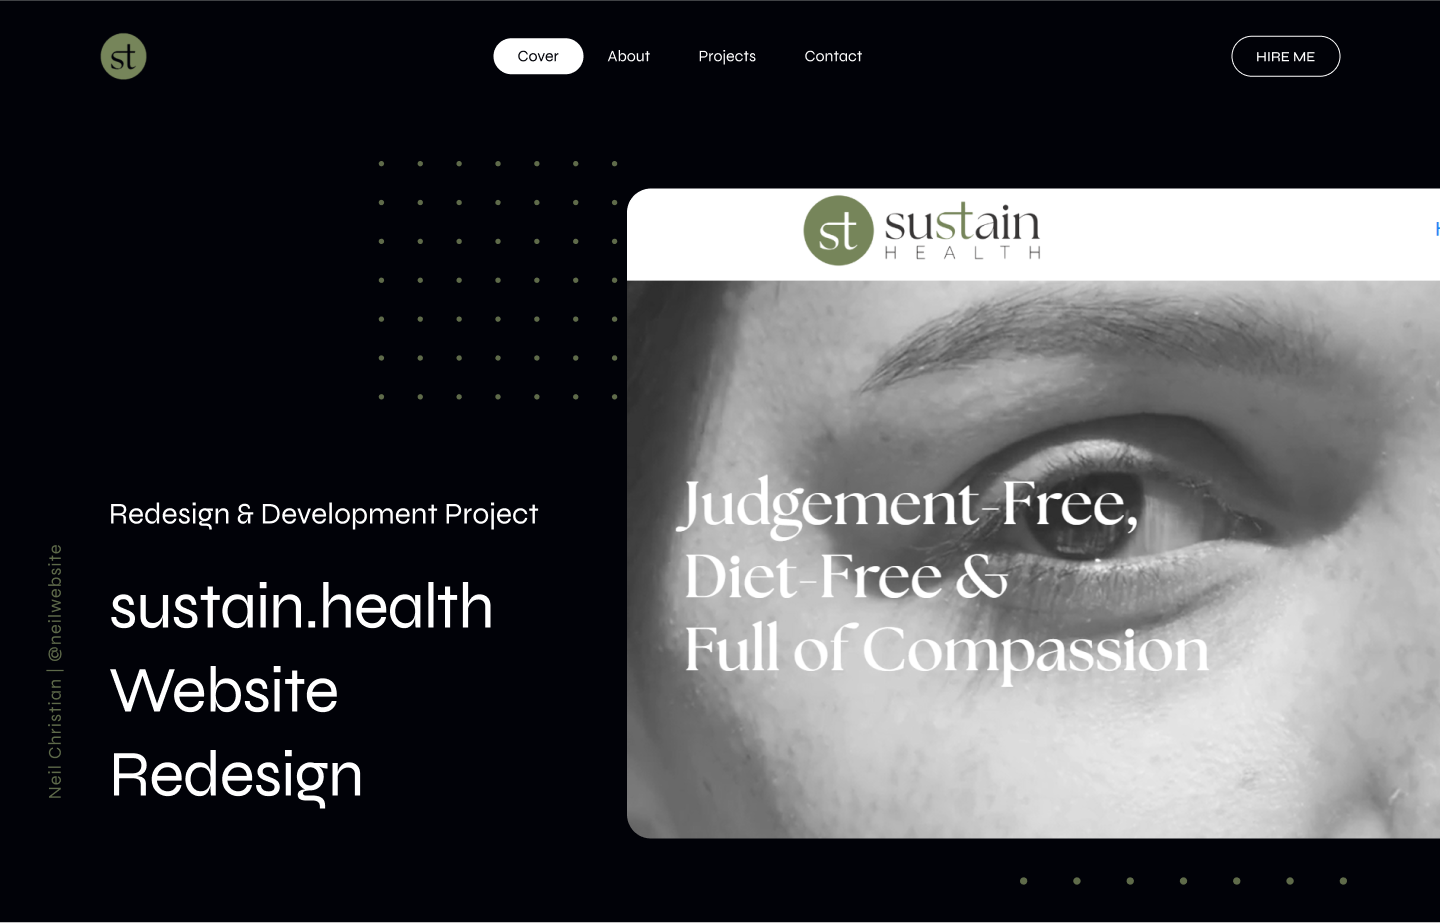 st
Cover
About
Projects
Contact
HIRE ME
st
sustain
HEALTH
Judgement-Free,
Diet-Free &
Full of Compassion
Redesign & Development Project
sustain.health
Website
Redesign
Neil Christian | @neilwebsite